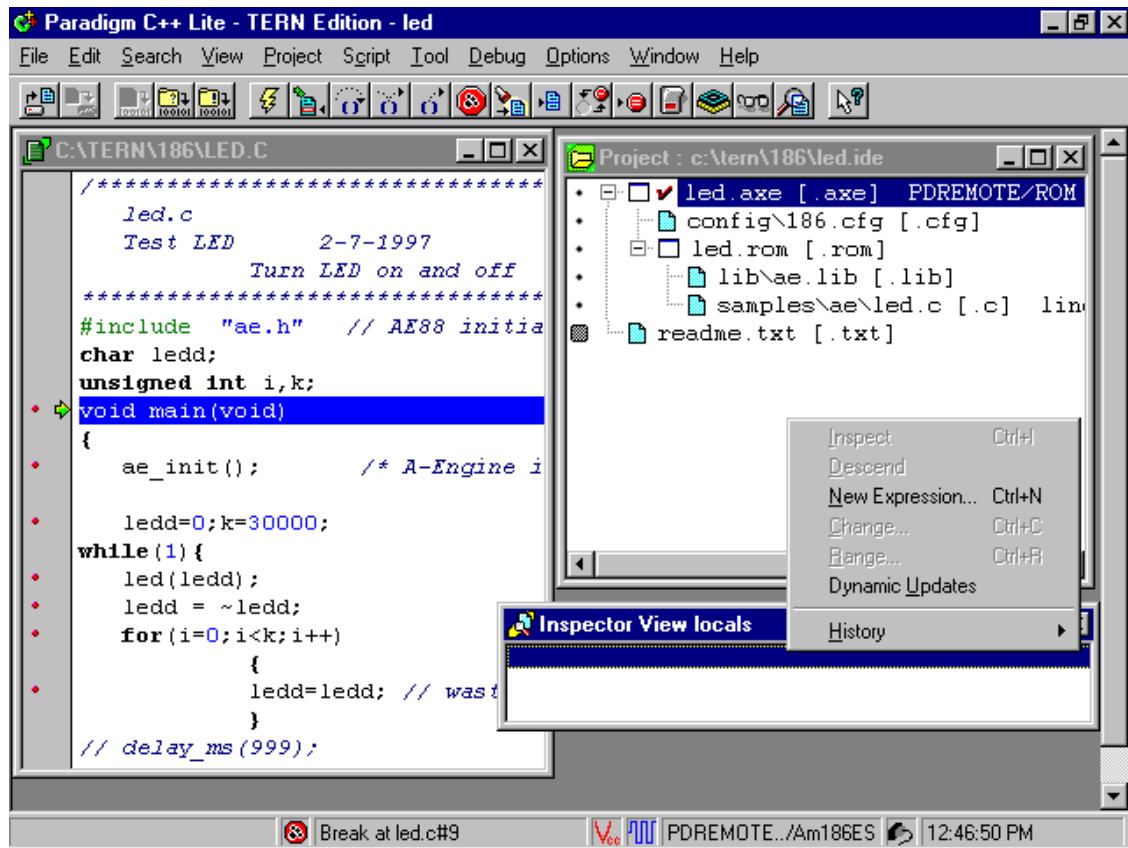 Paradigm C++ Lite - TERN Edition - led
File Edit Search View Project Script Tool Debug Options Window Help
C:\TERN\186\LED.C
/*********************************
led.c
Test LED 2-7-1997
Turn LED on and off
*********************************
#include "ae.h" // AE88 initia
char ledd;
unsigned int i,k;
void main(void)
{
ae_init(); /* A-Engine i
ledd=0;k=30000;
while(1){
led(ledd);
ledd = ~ledd;
for(i=0;i<k;i++)
{
ledd=ledd; // wast
}
// delay_ms(999);
Project : c:\tern\186\led.ide
led.axe [.axe] PDREMOTE/ROM
config\186.cfg [.cfg]
led.rom [.rom]
lib\ae.lib [.lib]
samples\ae\led.c [.c] lin
readme.txt [.txt]
Inspect Ctrl+I
Descend
New Expression... Ctrl+N
Change... Ctrl+C
Range... Ctrl+R
Dynamic Updates
History
Inspector View locals
Break at led.c#9
Vcc
PDREMOTE../Am186ES
12:46:50 PM